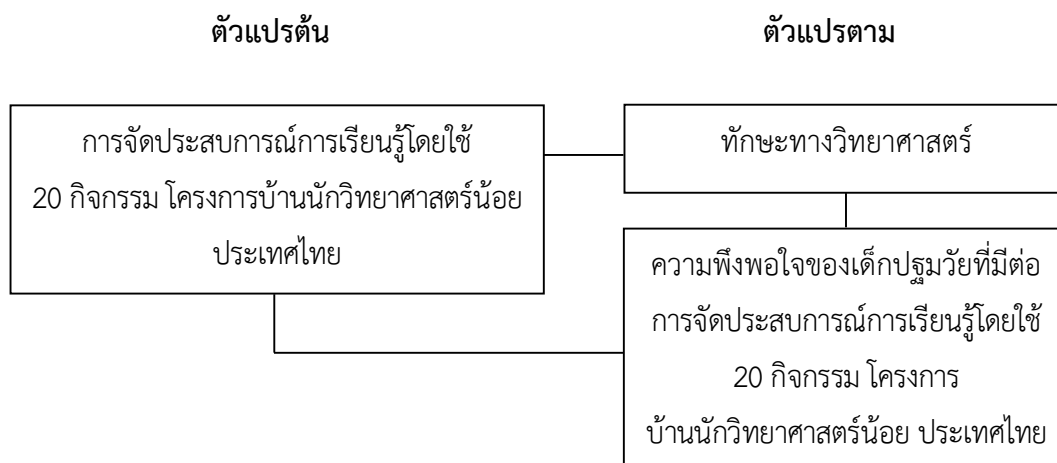 ตัวแปรต้น
ตัวแปรตาม
การจัดประสบการณ์การเรียนรู้โดยใช้
20 กิจกรรม โครงการบ้านนักวิทยาศาสตร์น้อย
ประเทศไทย
ทักษะทางวิทยาศาสตร์
ความพึงพอใจของเด็กปฐมวัยที่มีต่อ
การจัดประสบการณ์การเรียนรู้โดยใช้
20 กิจกรรม โครงการ
บ้านนักวิทยาศาสตร์น้อย ประเทศไทย